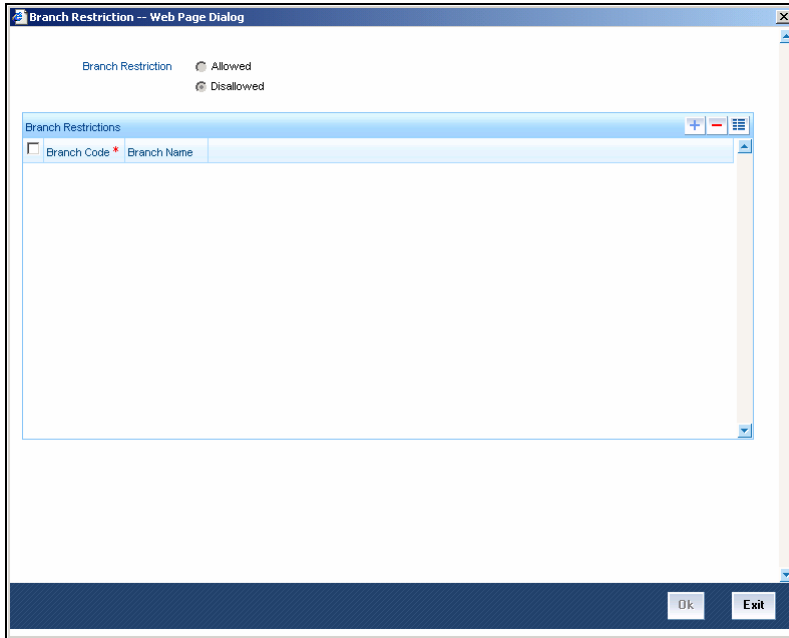 Branch Restriction -- Web Page Dialog
Branch Restriction
Allowed
Disallowed
Branch Restrictions
Branch Code * Branch Name
Ok Exit